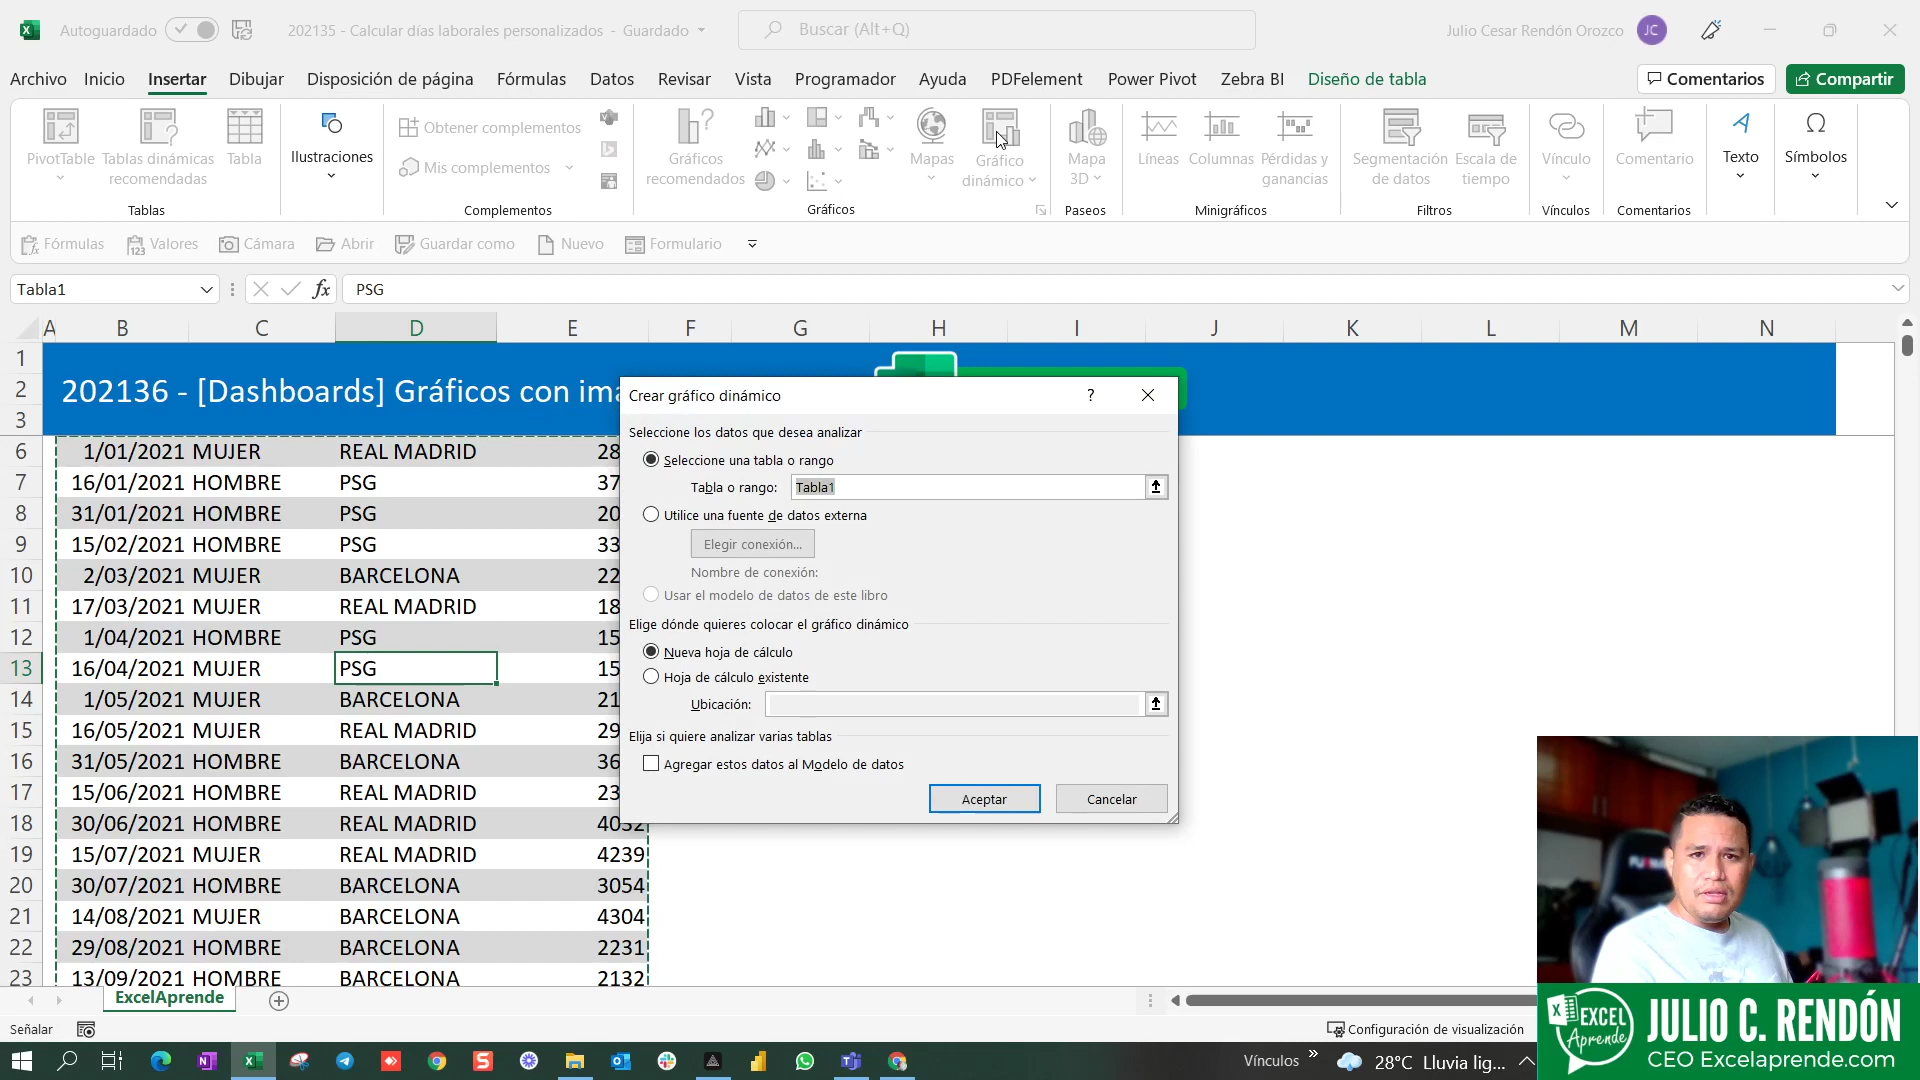 Autoguardado
202135 - Calcular días laborales personalizados - Guardado
Buscar (Alt+Q)
Julio Cesar Rendón Orozco
JC
Archivo Inicio Insertar Dibujar Disposición de página Fórmulas Datos Revisar Vista Programador Ayuda PDFelement Power Pivot Zebra BI Diseño de tabla
Comentarios
Compartir
PivotTable
Tablas dinámicas
recomendadas
Tabla
Tablas
Ilustraciones
Obtener complementos
Mis complementos
Complementos
Gráficos
recomendados
Mapas
Gráfico
dinámico
Gráficos
Mapa
3D
Paseos
Líneas
Columnas
Pérdidas y
ganancias
Minigráficos
Segmentación
de datos
Escala de
tiempo
Filtros
Vínculo
Vínculos
Comentario
Comentarios
Texto
Símbolos
Fórmulas Valores Cámara Abrir Guardar como Nuevo Formulario
Tabla1
fx
PSG
A B C D E F G H I J K L M N
1
2
3
202136 - [Dashboards] Gráficos con ima
6 1/01/2021 MUJER REAL MADRID 28
7 16/01/2021 HOMBRE PSG 37
8 31/01/2021 HOMBRE PSG 20
9 15/02/2021 HOMBRE PSG 33
10 2/03/2021 MUJER BARCELONA 22
11 17/03/2021 MUJER REAL MADRID 18
12 1/04/2021 HOMBRE PSG 15
13 16/04/2021 MUJER PSG 15
14 1/05/2021 MUJER BARCELONA 21
15 16/05/2021 MUJER REAL MADRID 29
16 31/05/2021 HOMBRE BARCELONA 36
17 15/06/2021 HOMBRE REAL MADRID 23
18 30/06/2021 HOMBRE REAL MADRID 4032
19 15/07/2021 MUJER REAL MADRID 4239
20 30/07/2021 HOMBRE BARCELONA 3054
21 14/08/2021 MUJER BARCELONA 4304
22 29/08/2021 HOMBRE BARCELONA 2231
23 13/09/2021 HOMBRE BARCELONA 2132
Crear gráfico dinámico
?
Seleccione los datos que desea analizar
Seleccione una tabla o rango
Tabla o rango: Tabla1
Utilice una fuente de datos externa
Elegir conexión...
Nombre de conexión:
Usar el modelo de datos de este libro
Elige dónde quieres colocar el gráfico dinámico
Nueva hoja de cálculo
Hoja de cálculo existente
Ubicación:
Elija si quiere analizar varias tablas
Agregar estos datos al Modelo de datos
Aceptar
Cancelar
ExcelAprende
Señalar
Configuración de visualización
Vínculos
28°C Lluvia lig...
EXCEL
Aprende
JULIO C. RENDÓN
CEO Excelaprende.com